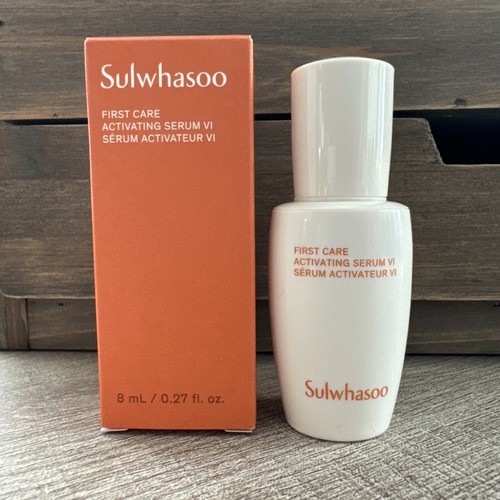 Sulwhasoo
FIRST CARE
ACTIVATING SERUM VI
SÉRUM ACTIVATEUR VI
8 mL / 0.27 fl. oz.
FIRST CARE
ACTIVATING SERUM VI
SÉRUM ACTIVATEUR VI
Sulwhasoo